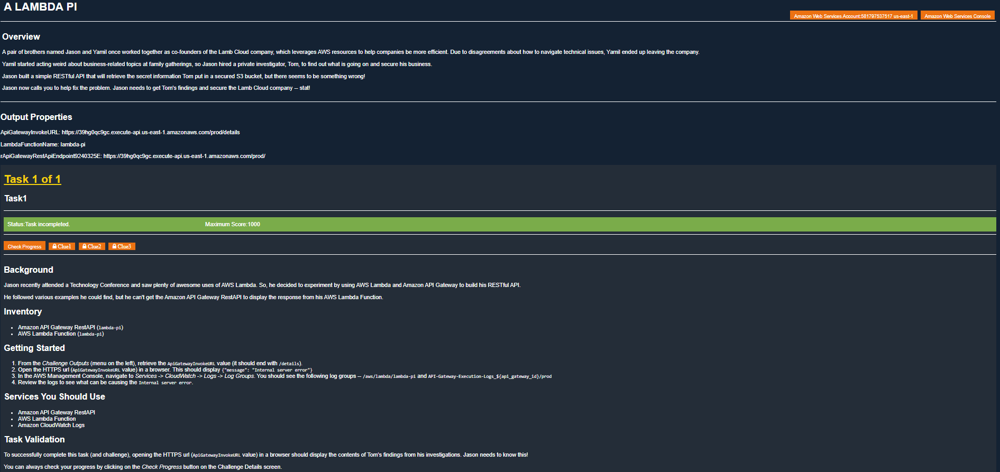 A LAMBDA PI
Amazon Web Services Account:581797537517 us-east-1
Amazon Web Services Console
Overview
A pair of brothers named Jason and Yamil once worked together as co-founders of the Lamb Cloud company, which leverages AWS resources to help companies be more efficient. Due to disagreements about how to navigate technical issues, Yamil ended up leaving the company.
Yamil started acting weird about business-related topics at family gatherings, so Jason hired a private investigator, Tom, to find out what is going on and secure his business.
Jason built a simple RESTful API that will retrieve the secret information Tom put in a secured S3 bucket, but there seems to be something wrong!
Jason now calls you to help fix the problem. Jason needs to get Tom's findings and secure the Lamb Cloud company -- stat!
Output Properties
ApiGatewayInvokeURL: https://39hg0qc9gc.execute-api.us-east-1.amazonaws.com/prod/details
LambdaFunctionName: lambda-pi
rApiGatewayRestApiEndpoint9240325E: https://39hg0qc9gc.execute-api.us-east-1.amazonaws.com/prod/
Task 1 of 1
Task1
Status:Task incompleted.
Maximum Score:1000
Check Progress
Clue1
Clue2
Clue3
Background
Jason recently attended a Technology Conference and saw plenty of awesome uses of AWS Lambda. So, he decided to experiment by using AWS Lambda and Amazon API Gateway to build his RESTful API.
He followed various examples he could find, but he can't get the Amazon API Gateway RestAPI to display the response from his AWS Lambda Function.
Inventory
• Amazon API Gateway RestAPI (lambda-pi)
• AWS Lambda Function (lambda-pi)
Getting Started
1. From the Challenge Outputs (menu on the left), retrieve the ApiGatewayInvokeURL value (it should end with /details).
2. Open the HTTPS url (ApiGatewayInvokeURL value) in a browser. This should display {"message": "Internal server error"}
3. In the AWS Management Console, navigate to Services -> CloudWatch -> Logs -> Log Groups. You should see the following log groups -- /aws/lambda/lambda-pi and API-Gateway-Execution-Logs_${api_gateway_id}/prod
4. Review the logs to see what can be causing the Internal server error.
Services You Should Use
• Amazon API Gateway RestAPI
• AWS Lambda Function
• Amazon CloudWatch Logs
Task Validation
To successfully complete this task (and challenge), opening the HTTPS url (ApiGatewayInvokeURL value) in a browser should display the contents of Tom's findings from his investigations. Jason needs to know this!
You can always check your progress by clicking on the Check Progress button on the Challenge Details screen.